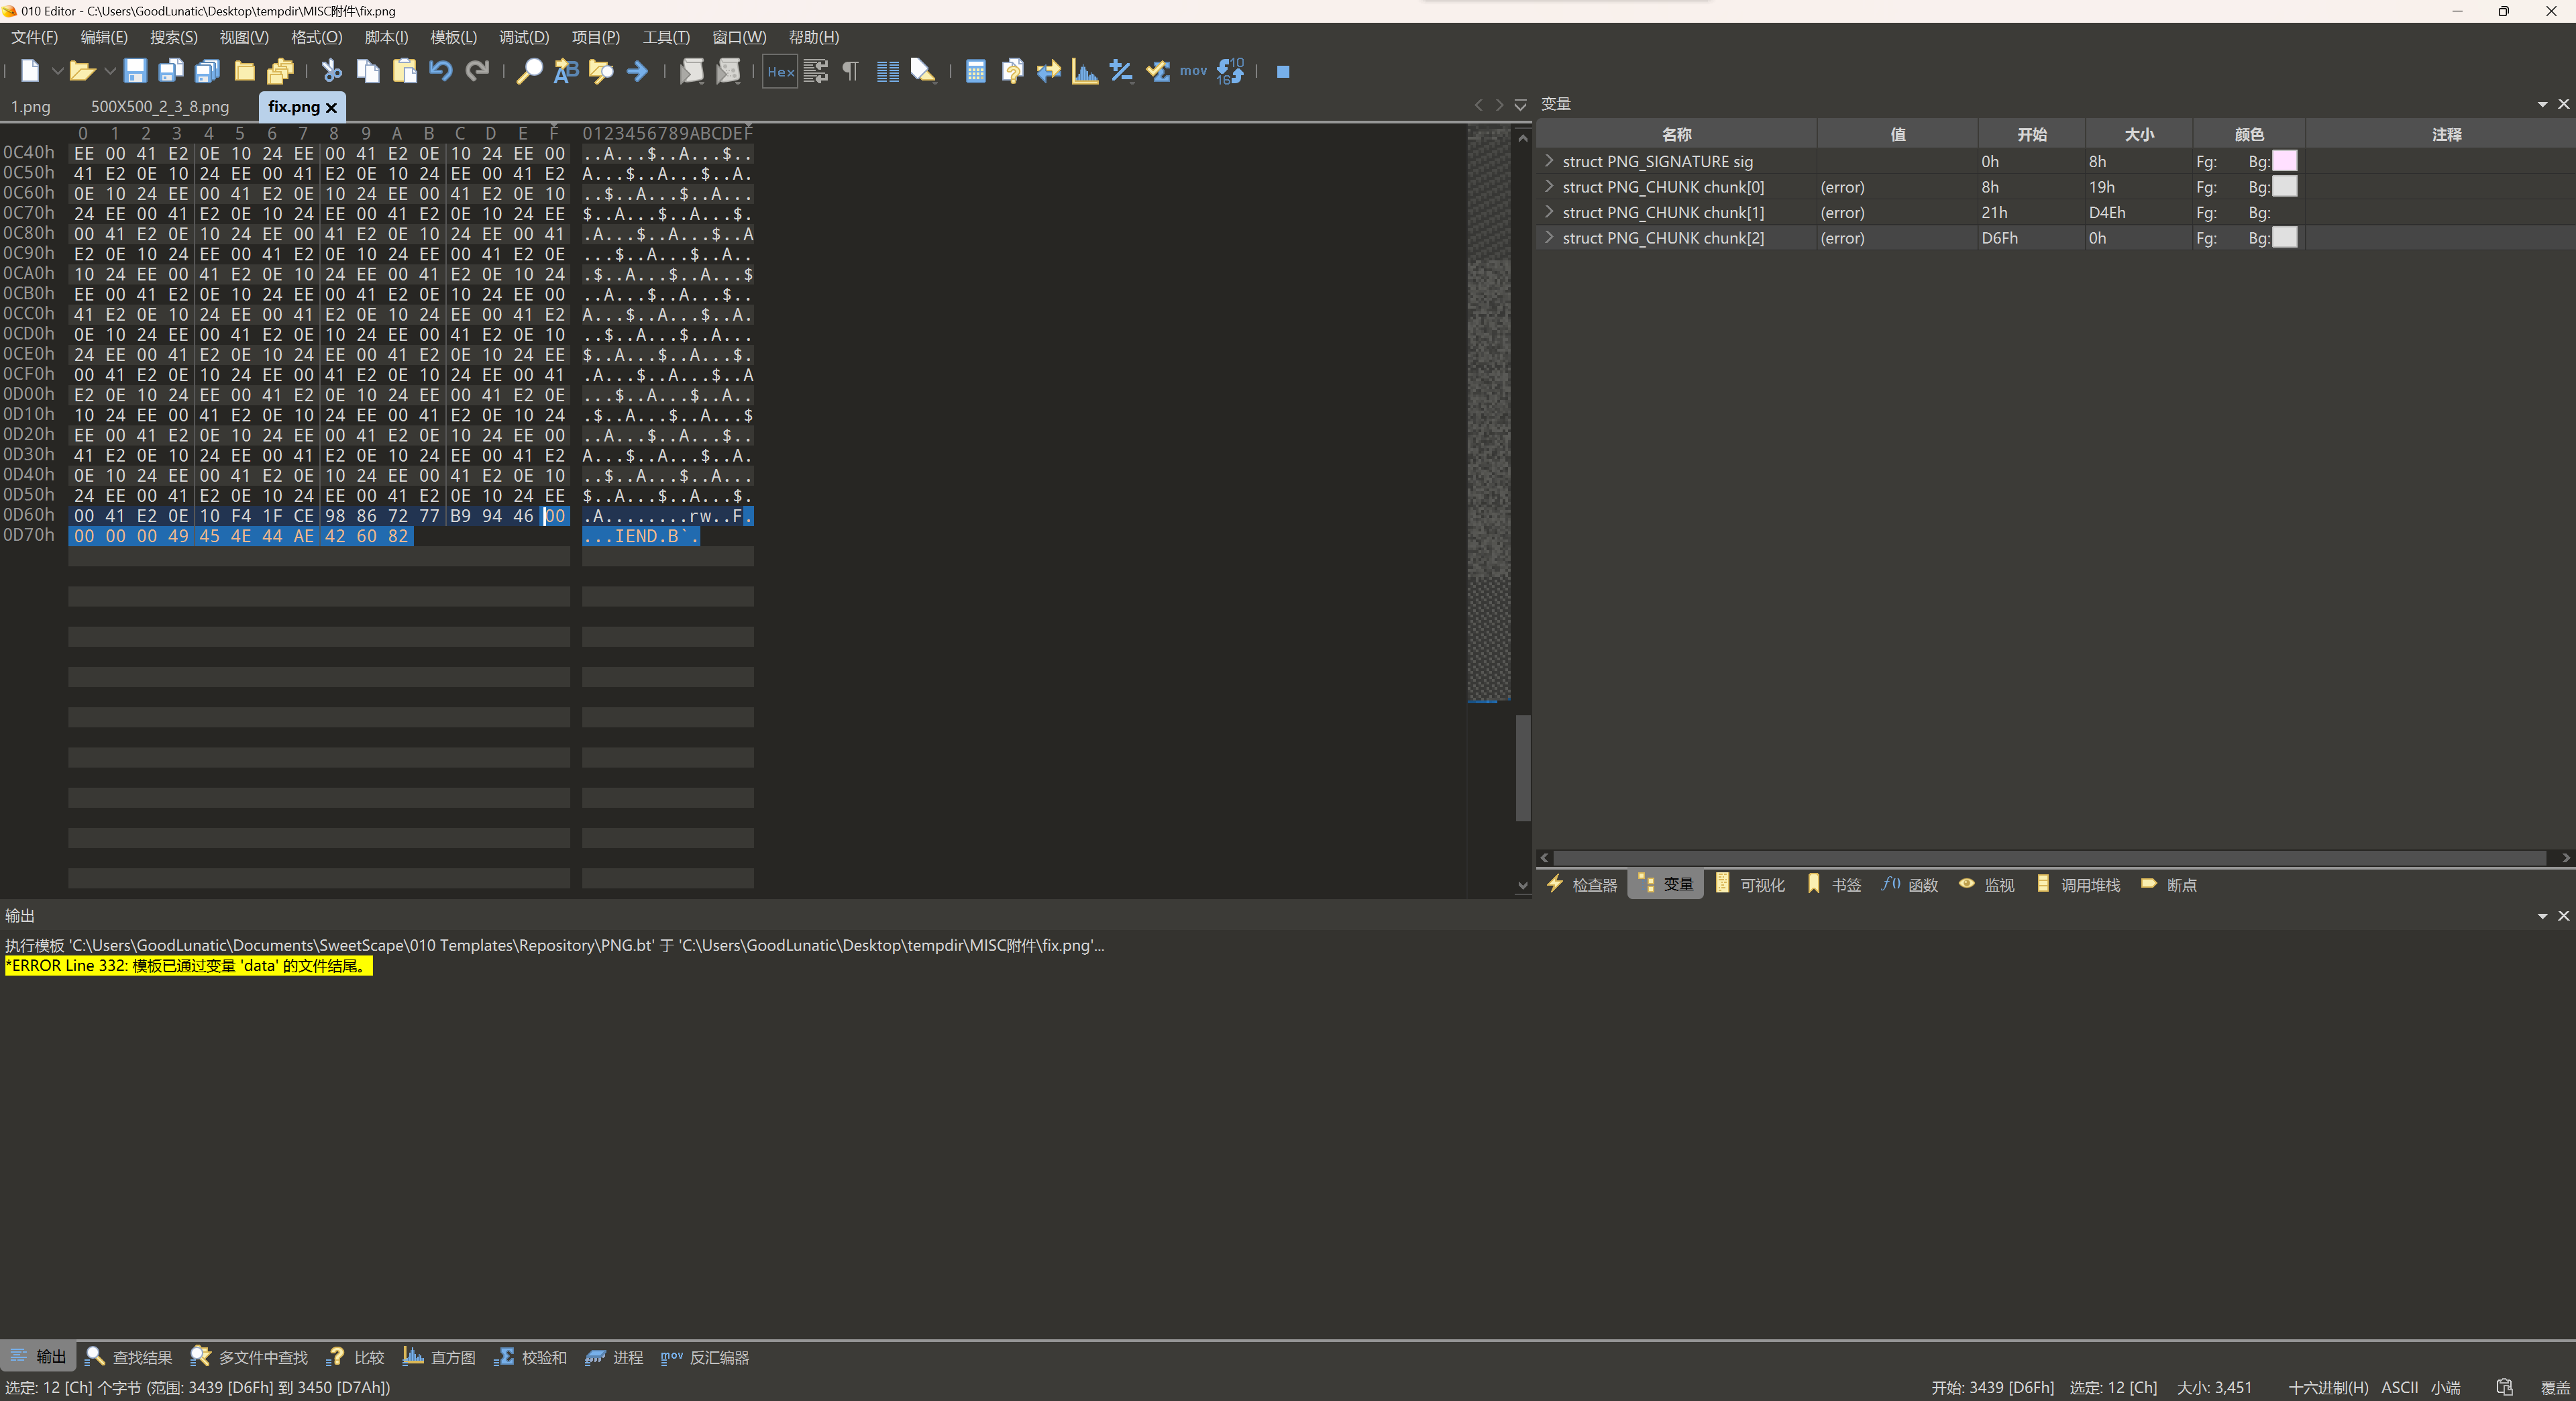 010 Editor - C:\Users\GoodLunatic\Desktop\tempdir\MISC附件\fix.png
文件(F) 编辑(E) 搜索(S) 视图(V) 格式(O) 脚本(I) 模板(L) 调试(D) 项目(P) 工具(T) 窗口(W) 帮助(H)
Hex mov 10 16
1.png 500X500_2_3_8.png fix.png
0 1 2 3 4 5 6 7 8 9 A B C D E F 0123456789ABCDEF
0C40h EE 00 41 E2 0E 10 24 EE 00 41 E2 0E 10 24 EE 00 ..A...$..A...$..
0C50h 41 E2 0E 10 24 EE 00 41 E2 0E 10 24 EE 00 41 E2 A...$..A...$..A.
0C60h 0E 10 24 EE 00 41 E2 0E 10 24 EE 00 41 E2 0E 10 ..$..A...$..A...
0C70h 24 EE 00 41 E2 0E 10 24 EE 00 41 E2 0E 10 24 EE $..A...$..A...$.
0C80h 00 41 E2 0E 10 24 EE 00 41 E2 0E 10 24 EE 00 41 .A...$..A...$..A
0C90h E2 0E 10 24 EE 00 41 E2 0E 10 24 EE 00 41 E2 0E ...$..A...$..A..
0CA0h 10 24 EE 00 41 E2 0E 10 24 EE 00 41 E2 0E 10 24 .$..A...$..A...$
0CB0h EE 00 41 E2 0E 10 24 EE 00 41 E2 0E 10 24 EE 00 ..A...$..A...$..
0CC0h 41 E2 0E 10 24 EE 00 41 E2 0E 10 24 EE 00 41 E2 A...$..A...$..A.
0CD0h 0E 10 24 EE 00 41 E2 0E 10 24 EE 00 41 E2 0E 10 ..$..A...$..A...
0CE0h 24 EE 00 41 E2 0E 10 24 EE 00 41 E2 0E 10 24 EE $..A...$..A...$.
0CF0h 00 41 E2 0E 10 24 EE 00 41 E2 0E 10 24 EE 00 41 .A...$..A...$..A
0D00h E2 0E 10 24 EE 00 41 E2 0E 10 24 EE 00 41 E2 0E ...$..A...$..A..
0D10h 10 24 EE 00 41 E2 0E 10 24 EE 00 41 E2 0E 10 24 .$..A...$..A...$
0D20h EE 00 41 E2 0E 10 24 EE 00 41 E2 0E 10 24 EE 00 ..A...$..A...$..
0D30h 41 E2 0E 10 24 EE 00 41 E2 0E 10 24 EE 00 41 E2 A...$..A...$..A.
0D40h 0E 10 24 EE 00 41 E2 0E 10 24 EE 00 41 E2 0E 10 ..$..A...$..A...
0D50h 24 EE 00 41 E2 0E 10 24 EE 00 41 E2 0E 10 24 EE $..A...$..A...$.
0D60h 00 41 E2 0E 10 F4 1F CE 98 86 72 77 B9 94 46 00 .A........rw..F.
0D70h 00 00 00 49 45 4E 44 AE 42 60 82 ...IEND.B`.
变量
名称 值 开始 大小 颜色 注释
struct PNG_SIGNATURE sig 0h 8h Fg: Bg:
struct PNG_CHUNK chunk[0] (error) 8h 19h Fg: Bg:
struct PNG_CHUNK chunk[1] (error) 21h D4Eh Fg: Bg:
struct PNG_CHUNK chunk[2] (error) D6Fh 0h Fg: Bg:
检查器 变量 可视化 书签 f() 函数 监视 调用堆栈 断点
输出
执行模板 'C:\Users\GoodLunatic\Documents\SweetScape\010 Templates\Repository\PNG.bt' 于 'C:\Users\GoodLunatic\Desktop\tempdir\MISC附件\fix.png'...
*ERROR Line 332: 模板已通过变量 'data' 的文件结尾。
输出 查找结果 多文件中查找 比较 直方图 校验和 进程 mov 反汇编器
选定: 12 [Ch] 个字节 (范围: 3439 [D6Fh] 到 3450 [D7Ah]) 开始: 3439 [D6Fh] 选定: 12 [Ch] 大小: 3,451 十六进制(H) ASCII 小端 覆盖